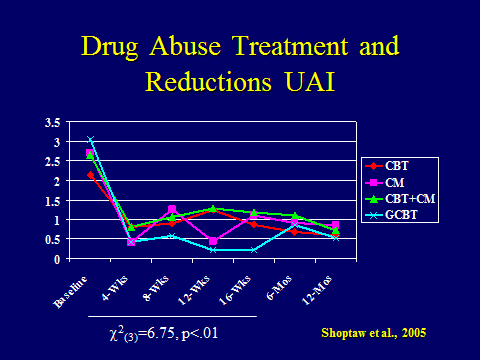 Drug Abuse Treatment and
Reductions UAI
3.5
3
2.5
2
1.5
1
0.5
0
Baseline
4-Wks
8-Wks
12-Wks
16-Wks
6-Mos
12-Mos
CBT
CM
CBT+CM
GCBT
χ²₍₃₎=6.75, p<.01
Shoptaw et al., 2005